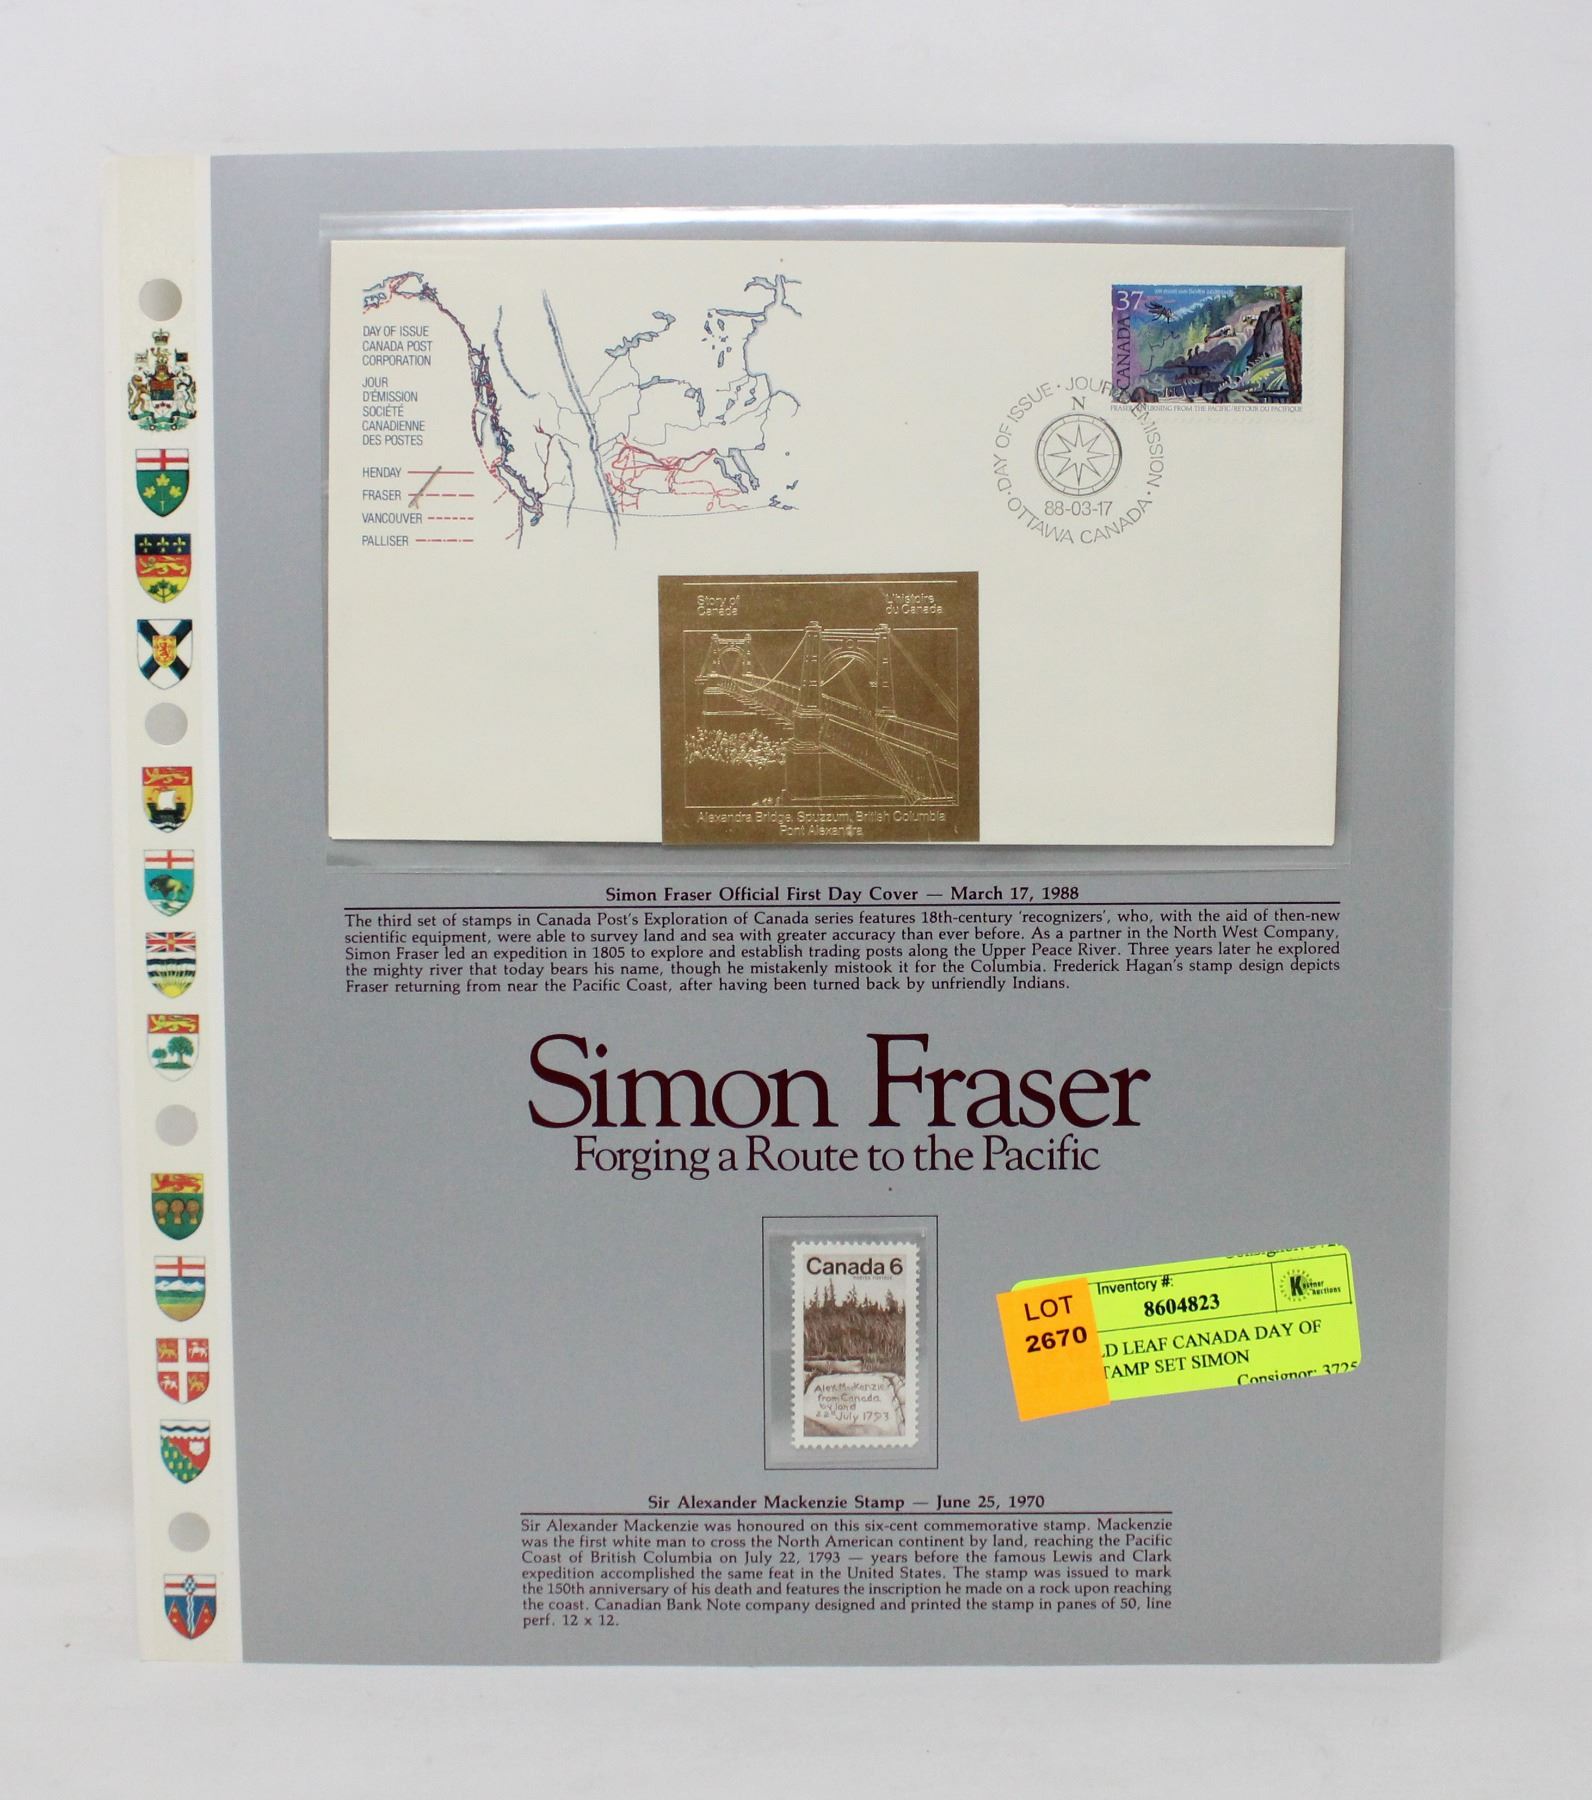 DAY OF ISSUE
CANADA POST
CORPORATION
JOUR
D'ÉMISSION
SOCIÉTÉ
CANADIENNE
DES POSTES
HENDAY
FRASER
VANCOUVER
PALLISER
37
CANADA
FRASER RETURNING FROM THE PACIFIC/RETOUR DU PACIFIQUE
· DAY OF ISSUE · JOUR D'EMISSION ·
N
88-03-17
OTTAWA CANADA
Story of
Canada
L'histoire
du Canada
Alexandra Bridge, Spuzzum, British Columbia
Pont Alexandra
Simon Fraser Official First Day Cover — March 17, 1988
The third set of stamps in Canada Post's Exploration of Canada series features 18th-century 'recognizers', who, with the aid of then-new
scientific equipment, were able to survey land and sea with greater accuracy than ever before. As a partner in the North West Company,
Simon Fraser led an expedition in 1805 to explore and establish trading posts along the Upper Peace River. Three years later he explored
the mighty river that today bears his name, though he mistakenly mistook it for the Columbia. Frederick Hagan's stamp design depicts
Fraser returning from near the Pacific Coast, after having been turned back by unfriendly Indians.
Simon Fraser
Forging a Route to the Pacific
Canada 6
Alex MacKenzie
from Canada
by land
22d July 1793
LOT
2670
Inventory #:
8604823
Kastner
Auctions
LD LEAF CANADA DAY OF
TAMP SET SIMON
Consignor: 3725
Sir Alexander Mackenzie Stamp — June 25, 1970
Sir Alexander Mackenzie was honoured on this six-cent commemorative stamp. Mackenzie
was the first white man to cross the North American continent by land, reaching the Pacific
Coast of British Columbia on July 22, 1793 — years before the famous Lewis and Clark
expedition accomplished the same feat in the United States. The stamp was issued to mark
the 150th anniversary of his death and features the inscription he made on a rock upon reaching
the coast. Canadian Bank Note company designed and printed the stamp in panes of 50, line
perf. 12 x 12.